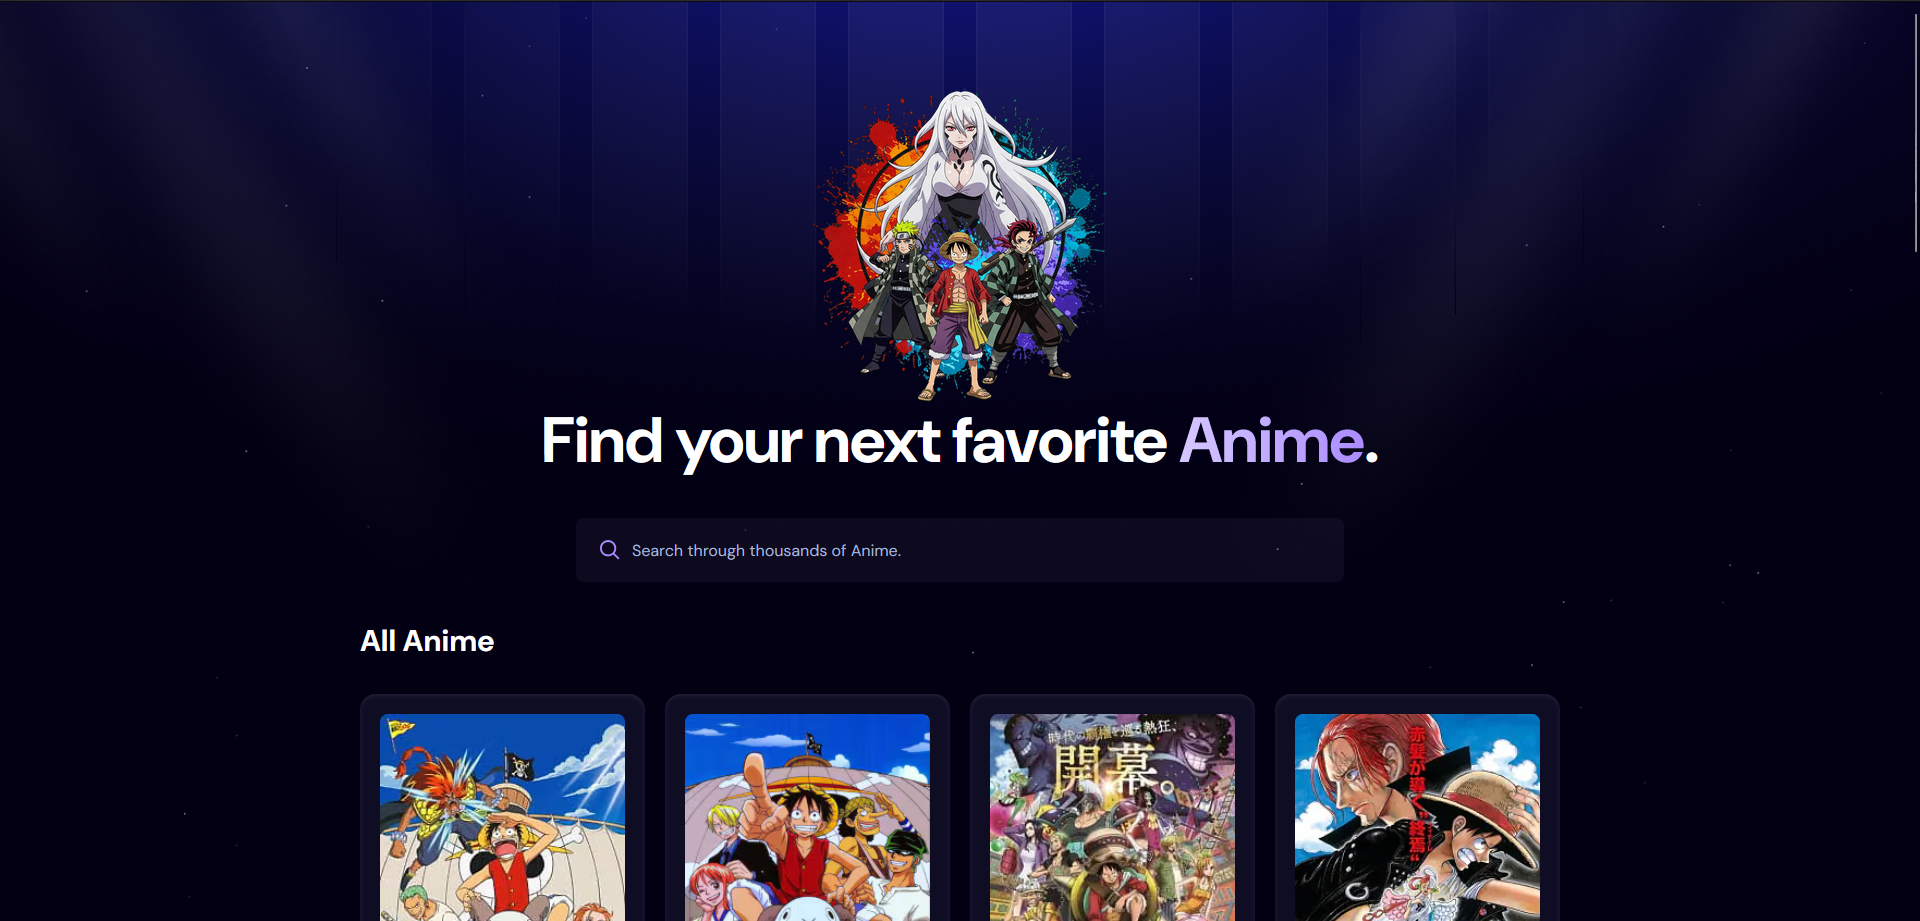 Find your next favorite Anime.
Search through thousands of Anime.
All Anime
時代の覇権を巡る熱狂、
開幕。
赤髪が導く“終焉”